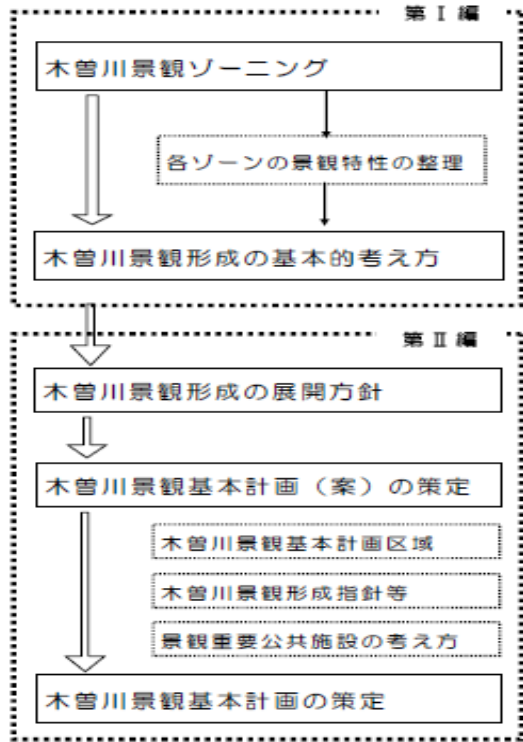 第Ⅰ編
木曽川景観ゾーニング
各ゾーンの景観特性の整理
木曽川景観形成の基本的考え方
第Ⅱ編
木曽川景観形成の展開方針
木曽川景観基本計画（案）の策定
木曽川景観基本計画区域
木曽川景観形成指針等
景観重要公共施設の考え方
木曽川景観基本計画の策定